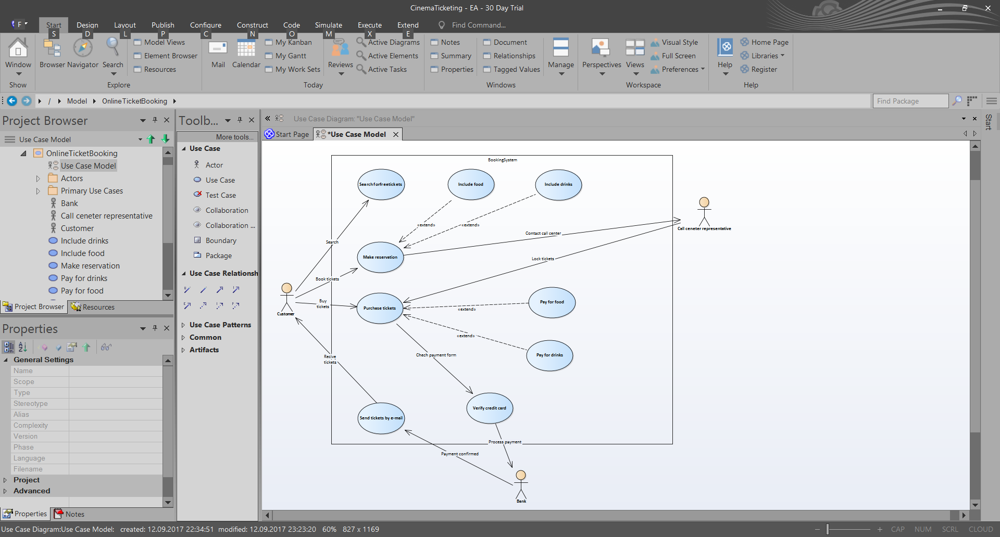 CinemaTicketing - EA - 30 Day Trial
F
Start Design Layout Publish Configure Construct Code Simulate Execute Extend Find Command...
S D L P C N O M X E
Window
Show
Browser Navigator Search
Model Views
Element Browser
Resources
Explore
Mail Calendar
My Kanban
My Gantt
My Work Sets
Reviews
Active Diagrams
Active Elements
Active Tasks
Today
Notes
Summary
Properties
Document
Relationships
Tagged Values
Windows
Manage
Perspectives Views
Visual Style
Full Screen
Preferences
Workspace
Help
Home Page
Libraries
Register
Help
/ Model OnlineTicketBooking
Find Package
Project Browser
Use Case Model
OnlineTicketBooking
Use Case Model
Actors
Primary Use Cases
Bank
Call ceneter representative
Customer
Include drinks
Include food
Make reservation
Pay for drinks
Pay for food
Project Browser Resources
Properties
General Settings
Name
Scope
Type
Stereotype
Alias
Complexity
Version
Phase
Language
Filename
Project
Advanced
Properties Notes
Toolb...
More tools...
Use Case
Actor
Use Case
Test Case
Collaboration
Collaboration ...
Boundary
Package
Use Case Relationsh
Use Case Patterns
Common
Artifacts
Use Case Diagram: "Use Case Model"
Start Page *Use Case Model
Start
BookingSystem
Search for free tickets
Include food
Include drinks
«extend»
«extend»
Call ceneter representative
Contact call center
Search
Make reservation
Lock tickets
Book tickets
Customer
Buy
tickets
Purchase tickets
«extend»
Pay for food
«extend»
Pay for drinks
Recive
tickets
Chech payment form
Verify credit card
Send tickets by e-mail
Process payment
Payment confirmed
Bank
Use Case Diagram:Use Case Model: created: 12.09.2017 22:34:51 modified: 12.09.2017 23:23:20 60% 827 x 1169
CAP NUM SCRL CLOUD